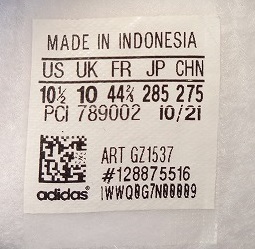 MADE IN INDONESIA
US UK FR JP CHN
10½ 10 44⅔ 285 275
PCI 789002 10/21
ART GZ1537
#128875516
adidas IWWQ0G7N00009